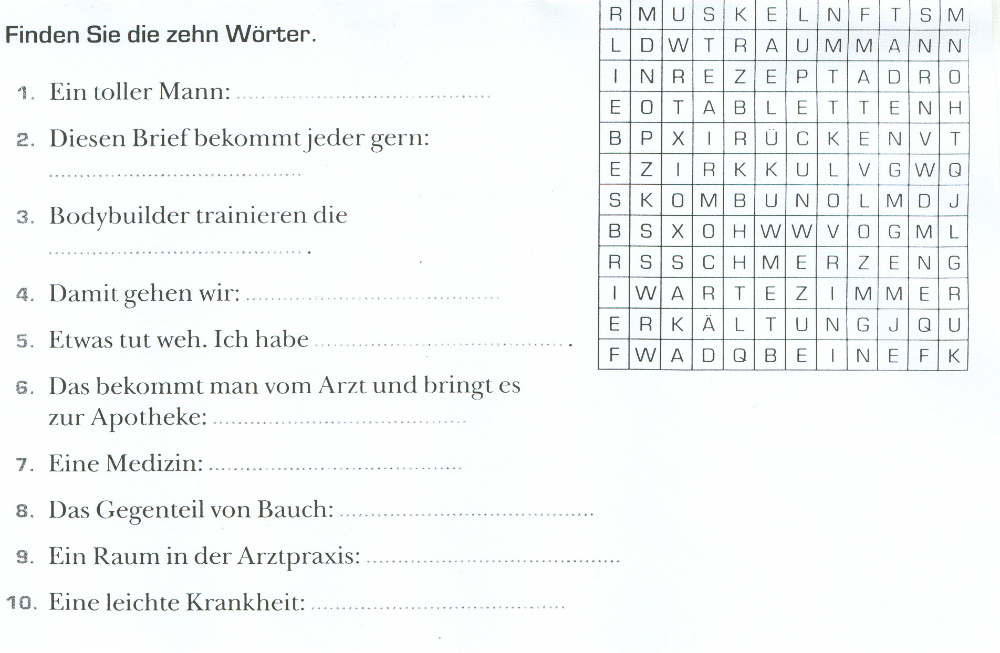 Finden Sie die zehn Wörter.
1. Ein toller Mann:
2. Diesen Brief bekommt jeder gern:
3. Bodybuilder trainieren die
.
4. Damit gehen wir:
5. Etwas tut weh. Ich habe .
6. Das bekommt man vom Arzt und bringt es
zur Apotheke:
7. Eine Medizin:
8. Das Gegenteil von Bauch:
9. Ein Raum in der Arztpraxis:
10. Eine leichte Krankheit:
R M U S K E L N F T S M
L D W T R A U M M A N N
I N R E Z E P T A D R O
E O T A B L E T T E N H
B P X I R Ü C K E N V T
E Z I R K K U L V G W Q
S K O M B U N O L M D J
B S X O H W W V O G M L
R S S C H M E R Z E N G
I W A R T E Z I M M E R
E R K Ä L T U N G J Q U
F W A D Q B E I N E F K